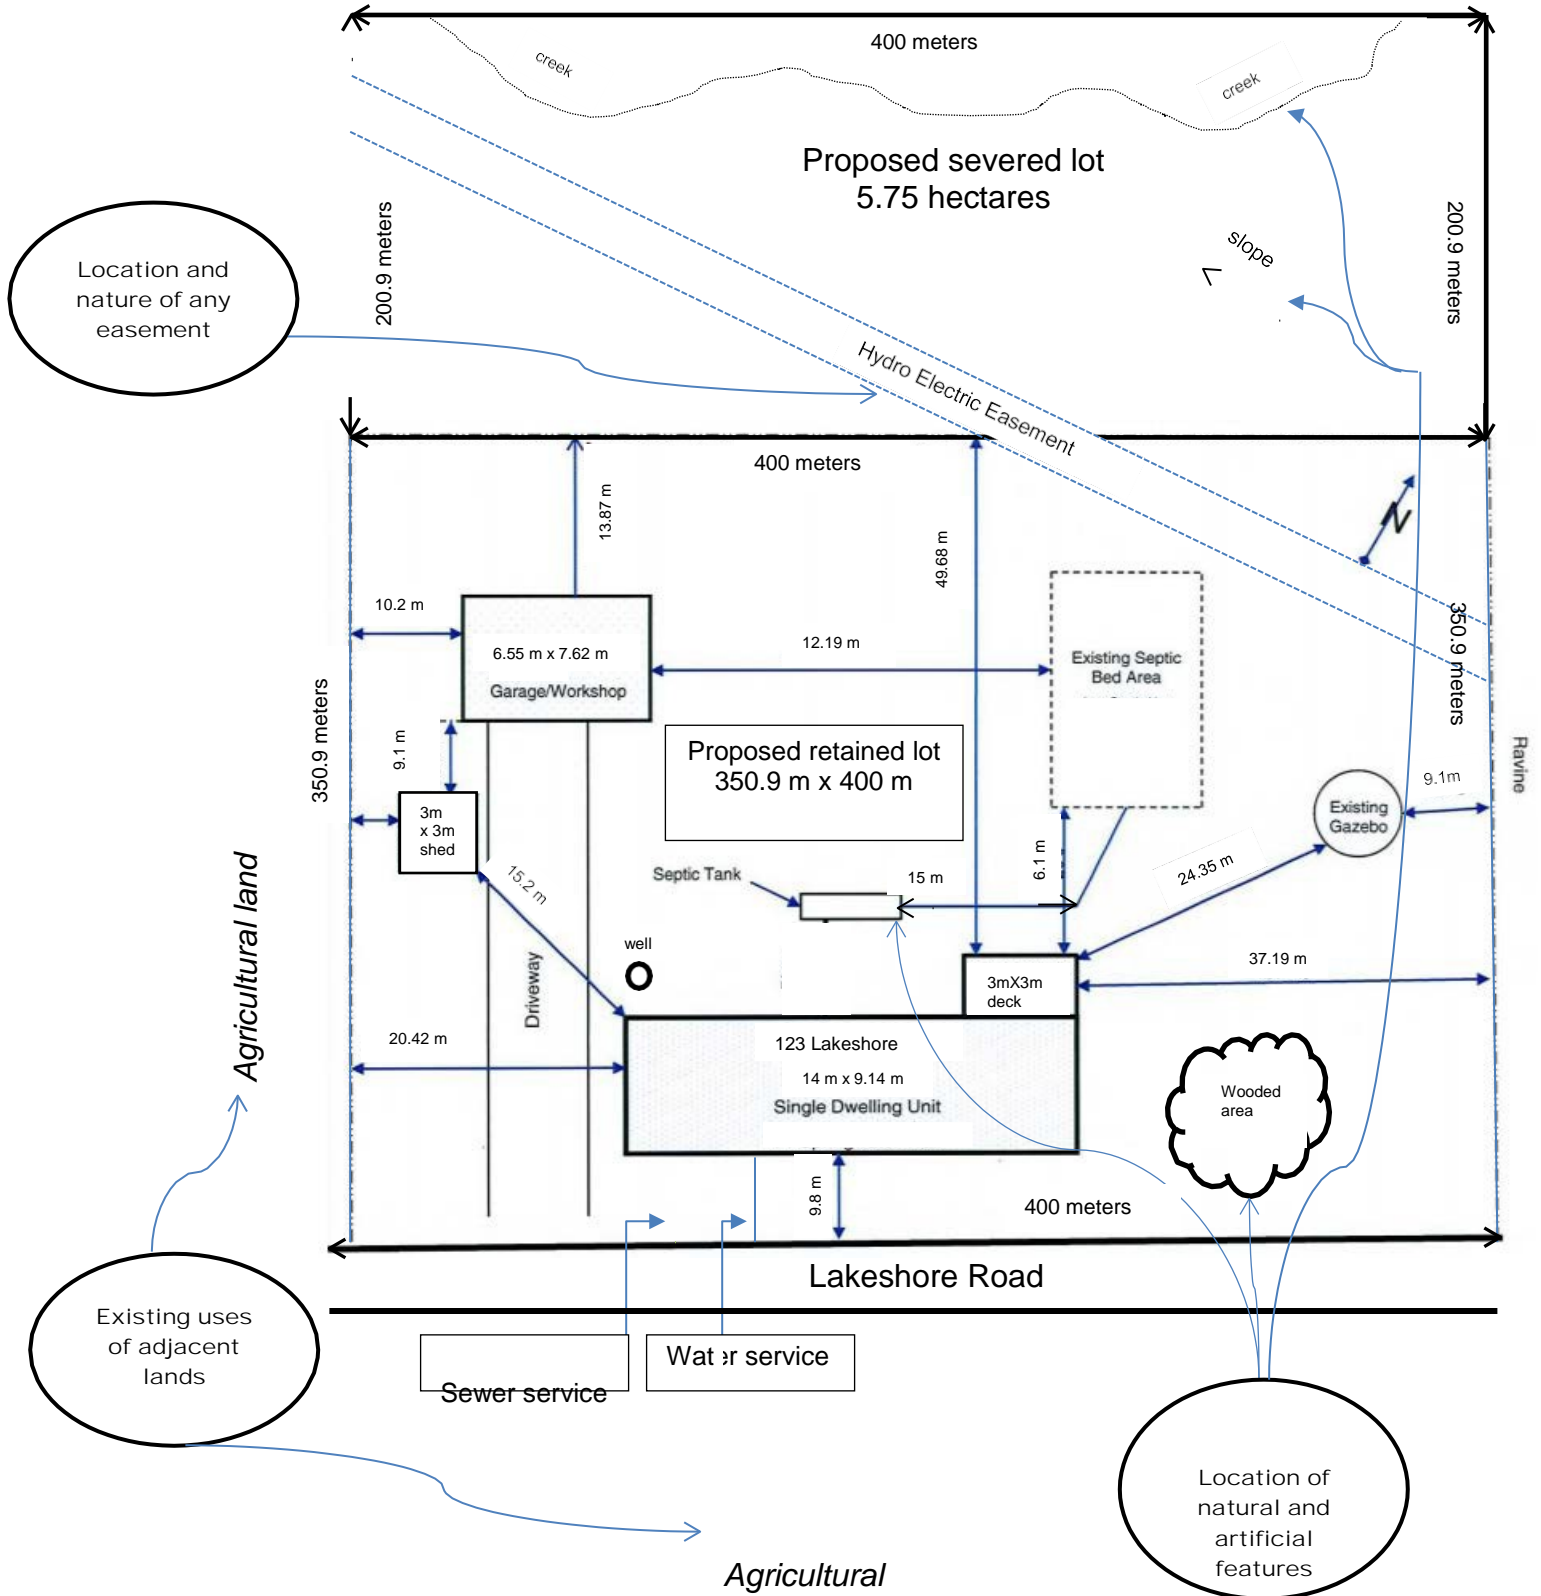 400 meters
creek
creek
Proposed severed lot
5.75 hectares
200.9 meters
200.9 meters
slope
Location and
nature of any
easement
Hydro Electric Easement
400 meters
13.87 m
49.68 m
N
10.2 m
6.55 m x 7.62 m
Garage/Workshop
12.19 m
Existing Septic
Bed Area
350.9 meters
350.9 meters
Ravine
9.1 m
Proposed retained lot
350.9 m x 400 m
9.1m
Existing
Gazebo
3m
x 3m
shed
15.2 m
Septic Tank
15 m
6.1 m
24.35 m
Agricultural land
well
Driveway
3mX3m
deck
37.19 m
20.42 m
123 Lakeshore
14 m x 9.14 m
Single Dwelling Unit
Wooded
area
9.8 m
400 meters
Lakeshore Road
Existing uses
of adjacent
lands
Sewer service
Water service
Location of
natural and
artificial
features
Agricultural